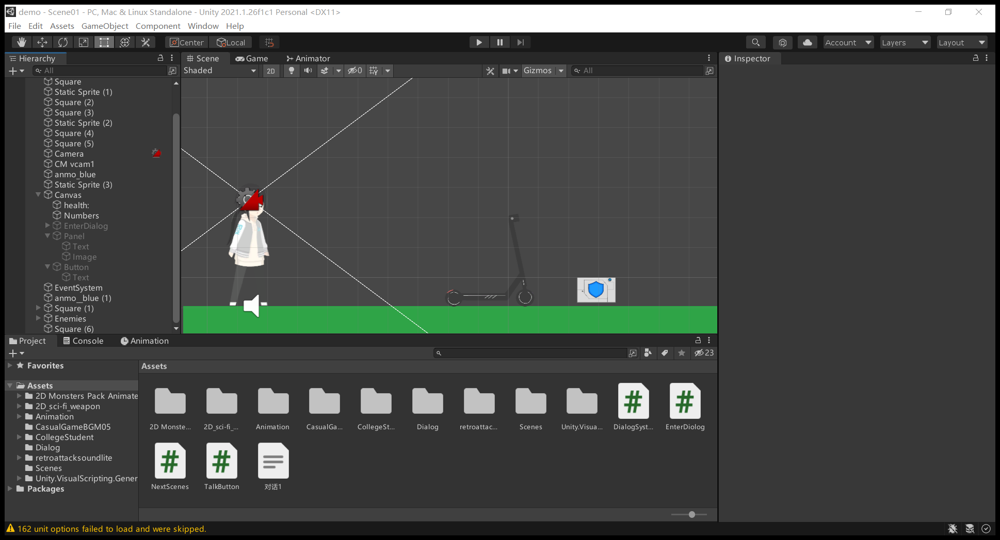 demo - Scene01 - PC, Mac & Linux Standalone - Unity 2021.1.26f1c1 Personal <DX11>
File Edit Assets GameObject Component Window Help
Center Local Account Layers Layout
Hierarchy
All
Square
Static Sprite (1)
Square (2)
Square (3)
Static Sprite (2)
Square (4)
Square (5)
Camera
CM vcam1
anmo_blue
Static Sprite (3)
Canvas
health:
Numbers
EnterDialog
Panel
Text
Image
Button
Text
EventSystem
anmo__blue (1)
Square (1)
Enemies
Square (6)
Scene Game Animator
Shaded 2D 0 Gizmos All
Inspector
Project Console Animation
23
Favorites
Assets
2D Monsters Pack Animate
2D_sci-fi_weapon
Animation
CasualGameBGM05
CollegeStudent
Dialog
retroattacksoundlite
Scenes
Unity.VisualScripting.Gener
Packages
Assets
2D Monste... 2D_sci-fi_... Animation CasualGa... CollegeSt... Dialog retroattac... Scenes Unity.Visua... DialogSyst... EnterDiolog
NextScenes TalkButton 对话1
162 unit options failed to load and were skipped.